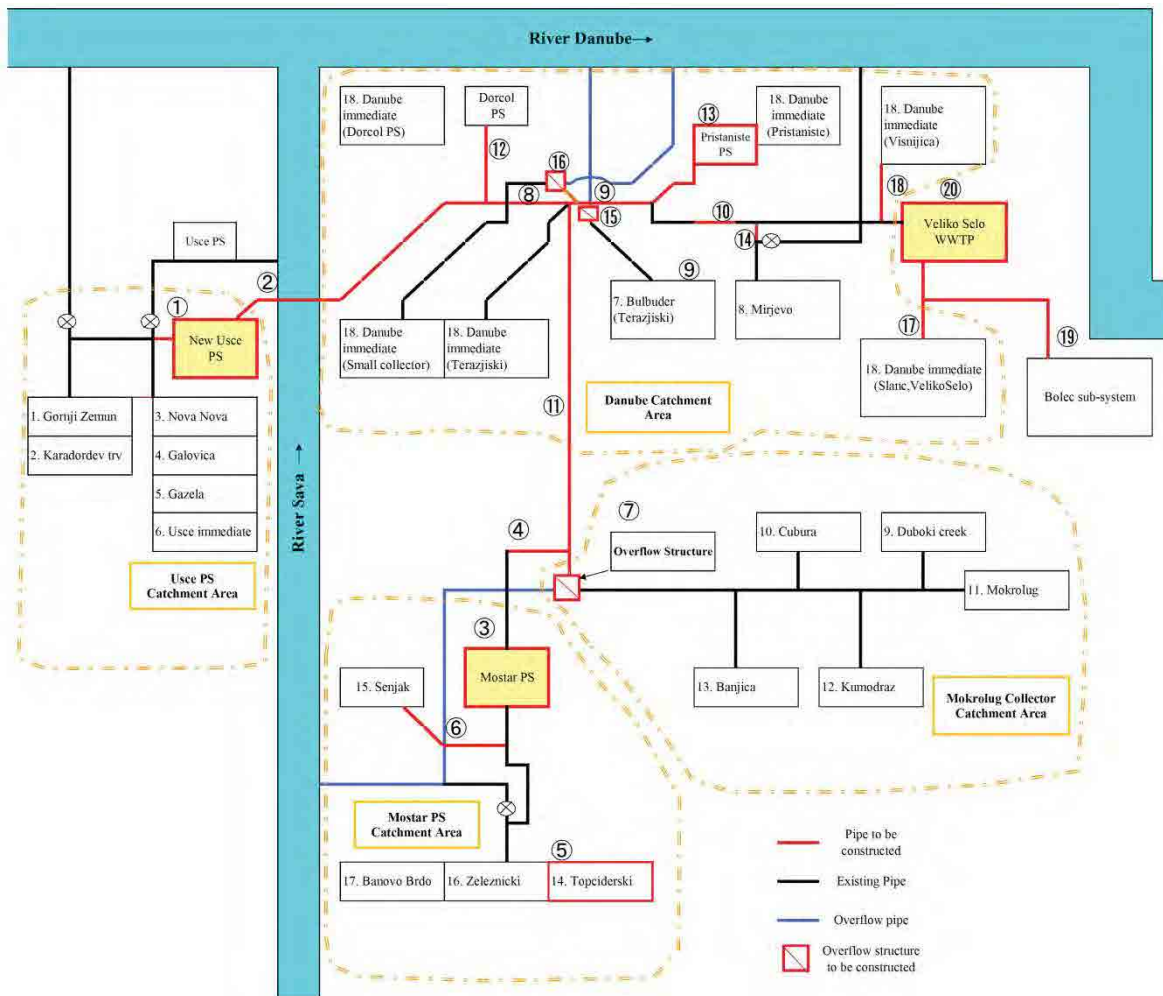 River Danube→
18. Danube
immediate
(Dorcol PS)
Dorcol
PS
⑫
⑬
Pristaniste
PS
18. Danube
immediate
(Pristaniste)
18. Danube
immediate
(Visnijica)
⑯
⑧
⑨
⑮
⑩
⑭
⑱
⑳
Veliko Selo
WWTP
Usce PS
②
①
New Usce
PS
⑨
7. Bulbuder
(Terazjiski)
8. Mirjevo
18. Danube
immediate
(Small collector)
18. Danube
immediate
(Terazjiski)
⑰
⑲
18. Danube immediate
(Slanc,VelikoSelo)
Bolec sub-system
1. Gornji Zemun
2. Karadordev trv
3. Nova Nova
4. Galovica
5. Gazela
6. Usce immediate
⑪
Danube Catchment
Area
River Sava →
Usce PS
Catchment Area
④
⑦
Overflow Structure
10. Cubura
9. Duboki creek
11. Mokrolug
13. Banjica
12. Kumodraz
Mokrolug Collector
Catchment Area
③
Mostar PS
15. Senjak
⑥
Mostar PS
Catchment Area
⑤
17. Banovo Brdo
16. Zeleznicki
14. Topciderski
Pipe to be
constructed
Existing Pipe
Overflow pipe
Overflow structure
to be constructed